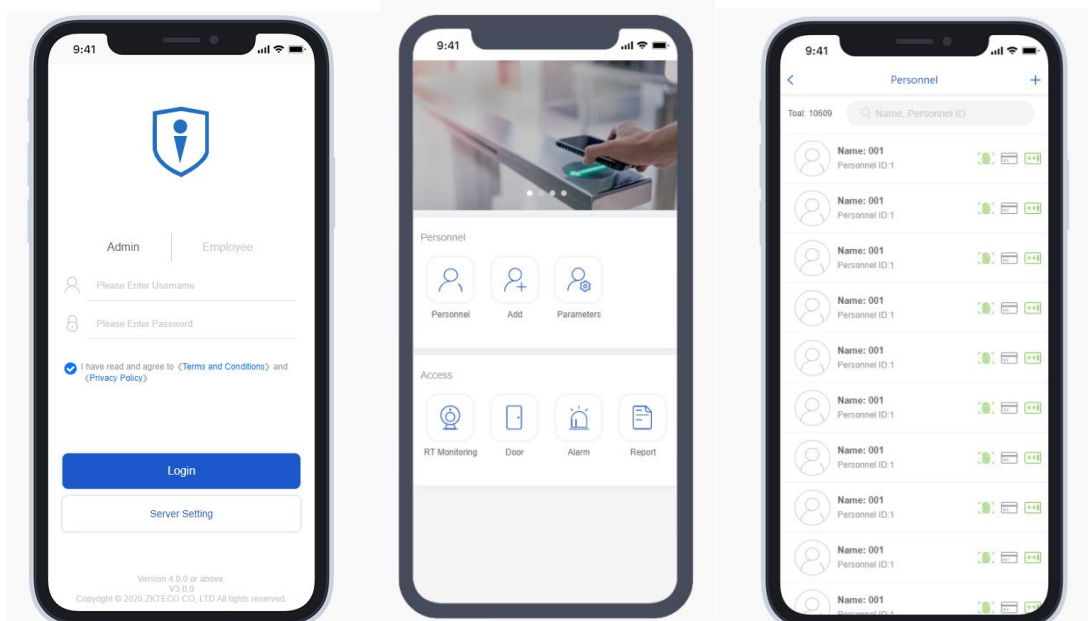 9:41
Admin
Employee
Please Enter Username
Please Enter Password
I have read and agree to 《Terms and Conditions》 and
《Privacy Policy》
Login
Server Setting
Version 4.0.0 or above.
V3.0.0
Copyright © 2020 ZKTECO CO, LTD All tights reserved.
9:41
Personnel
Personnel
Add
Parameters
Access
RT Monitoring
Door
Alarm
Report
9:41
Personnel
Toal: 10609
Name, Personnel ID
Name: 001
Personnel ID:1
Name: 001
Personnel ID:1
Name: 001
Personnel ID:1
Name: 001
Personnel ID:1
Name: 001
Personnel ID:1
Name: 001
Personnel ID:1
Name: 001
Personnel ID:1
Name: 001
Personnel ID:1
Name: 001
Personnel ID:1
Name: 001
Personnel ID:1